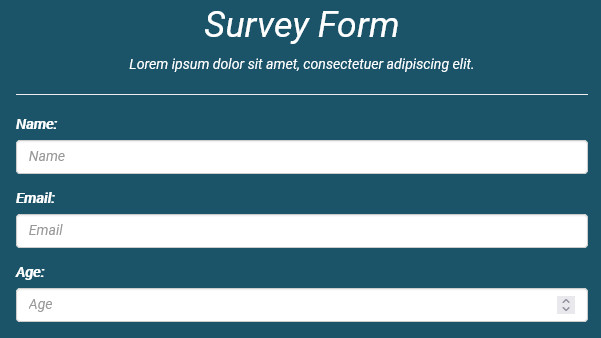 Survey Form
Lorem ipsum dolor sit amet, consectetuer adipiscing elit.
Name:
Name
Email:
Email
Age:
Age